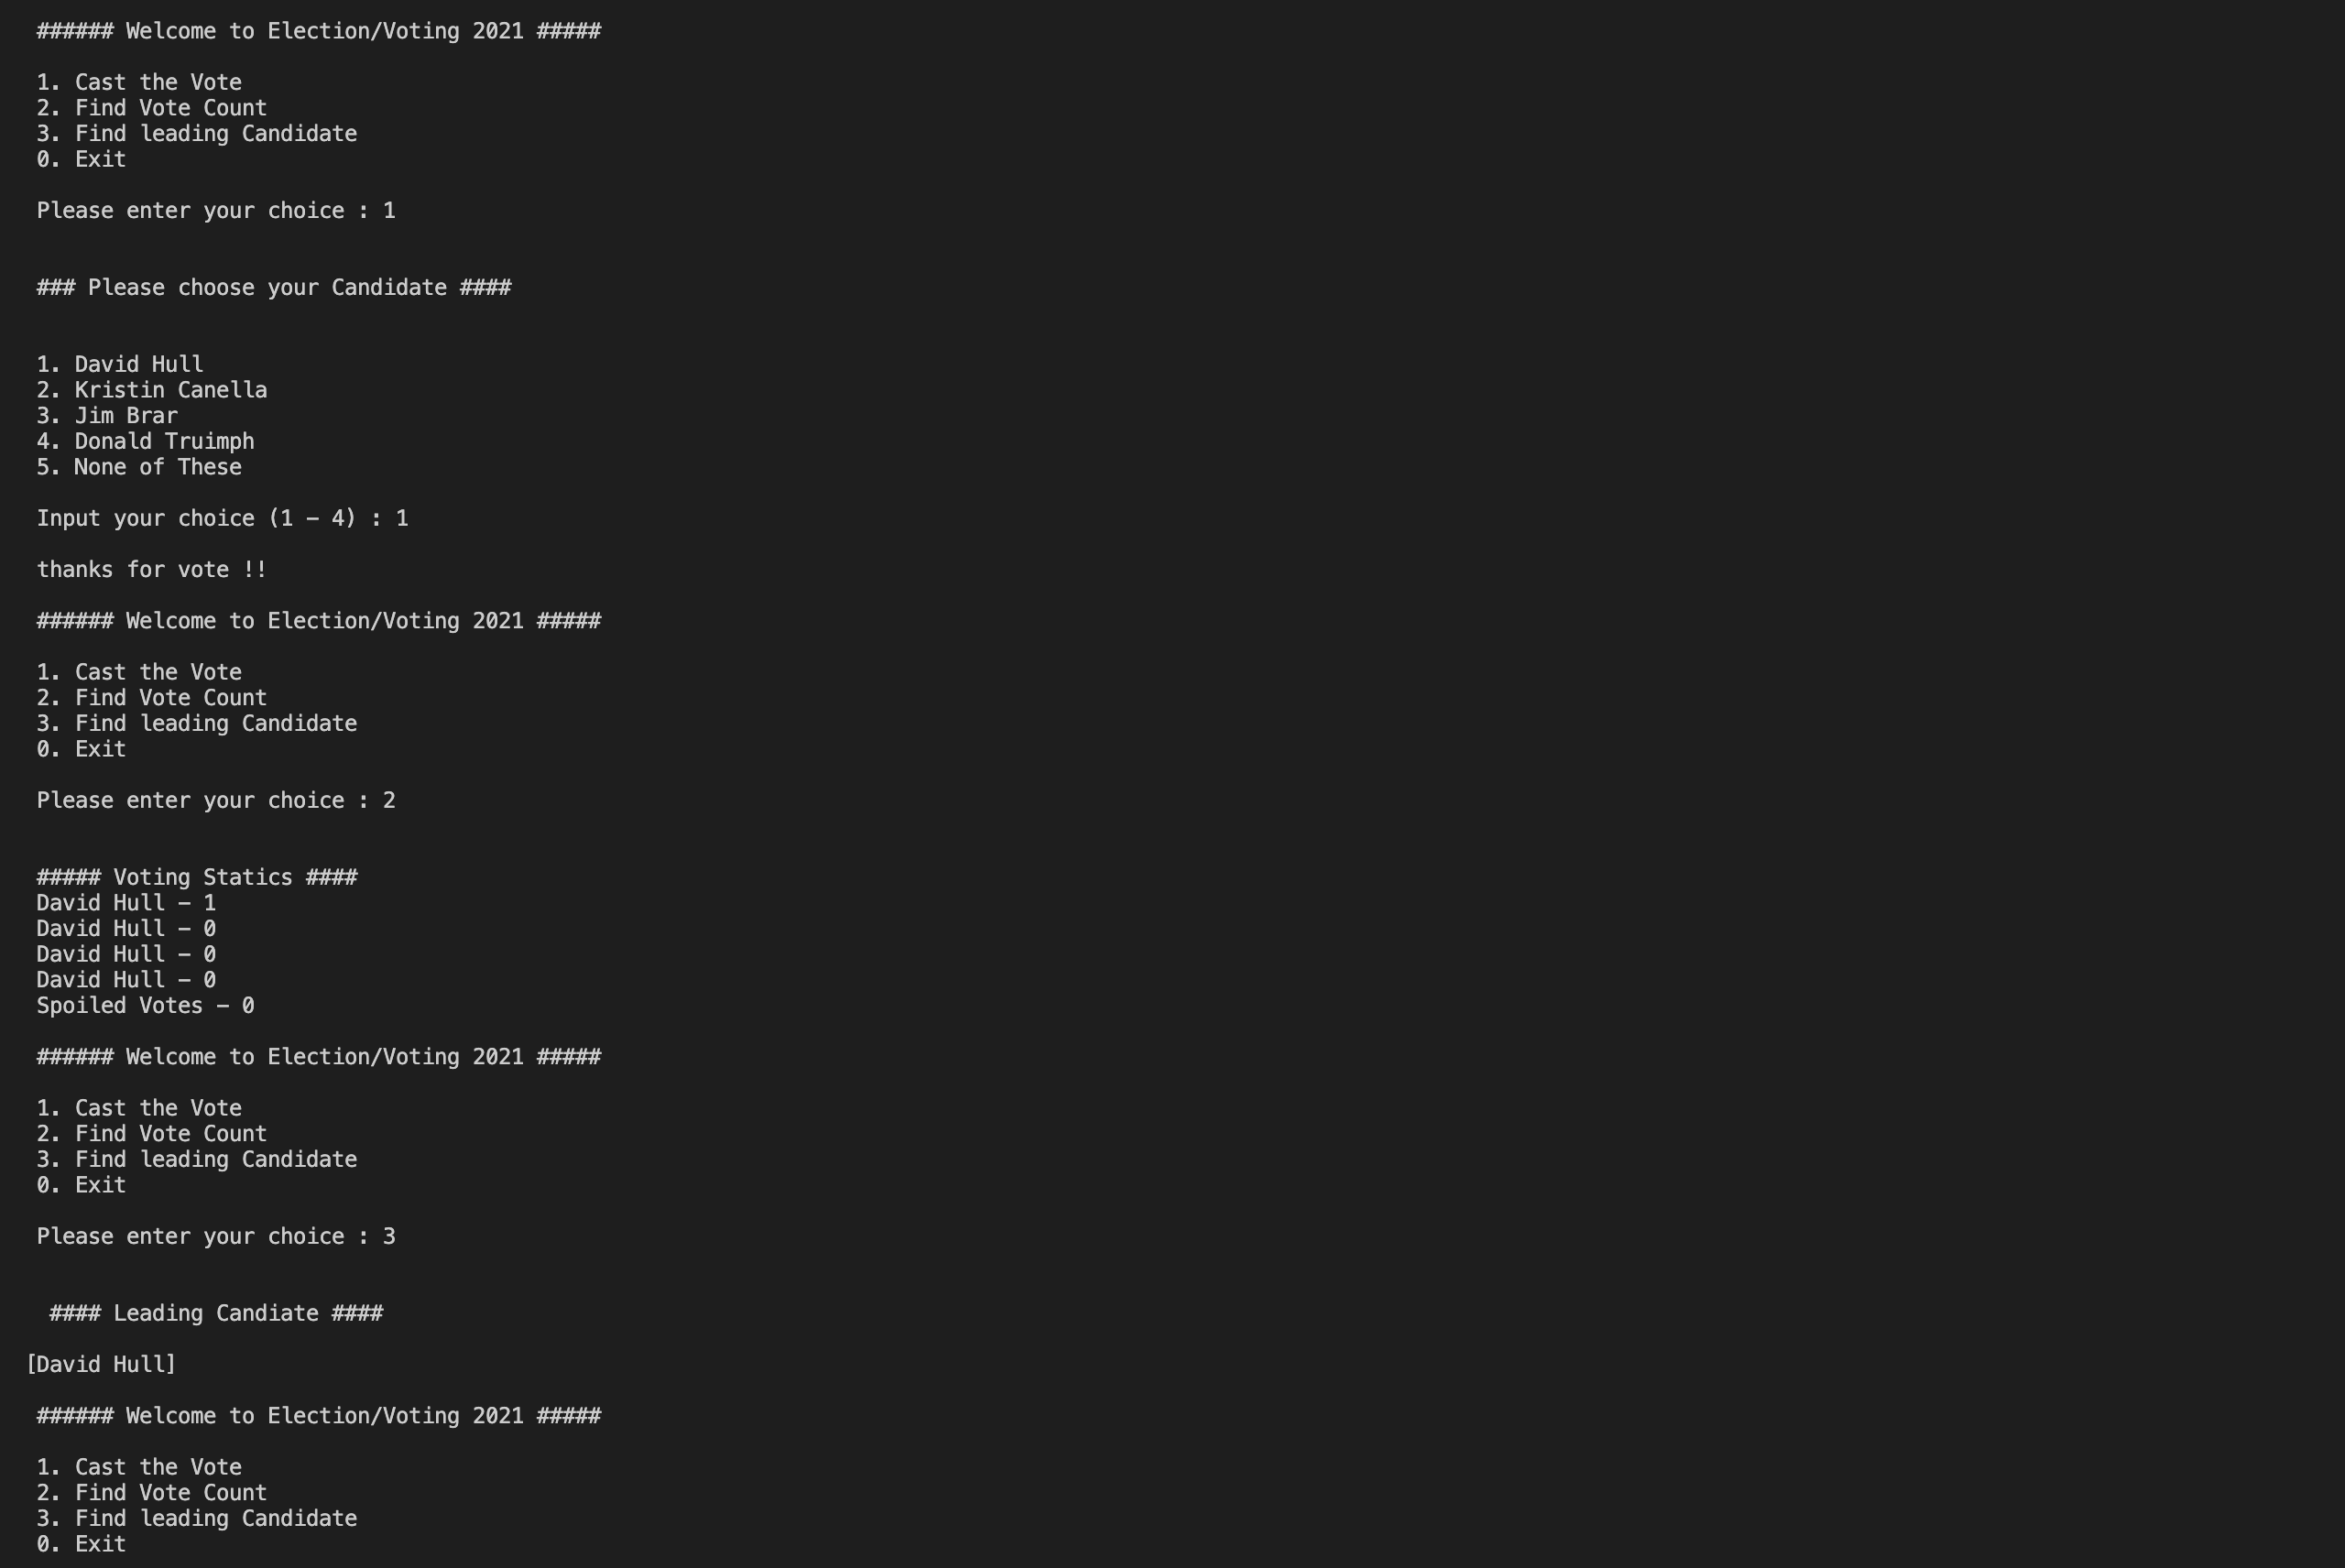 ###### Welcome to Election/Voting 2021 #####
1. Cast the Vote
2. Find Vote Count
3. Find leading Candidate
0. Exit
Please enter your choice : 1
### Please choose your Candidate ####
1. David Hull
2. Kristin Canella
3. Jim Brar
4. Donald Truimph
5. None of These
Input your choice (1 – 4) : 1
thanks for vote !!
###### Welcome to Election/Voting 2021 #####
1. Cast the Vote
2. Find Vote Count
3. Find leading Candidate
0. Exit
Please enter your choice : 2
##### Voting Statics ####
David Hull – 1
David Hull – 0
David Hull – 0
David Hull – 0
Spoiled Votes – 0
###### Welcome to Election/Voting 2021 #####
1. Cast the Vote
2. Find Vote Count
3. Find leading Candidate
0. Exit
Please enter your choice : 3
#### Leading Candiate ####
[David Hull]
###### Welcome to Election/Voting 2021 #####
1. Cast the Vote
2. Find Vote Count
3. Find leading Candidate
0. Exit